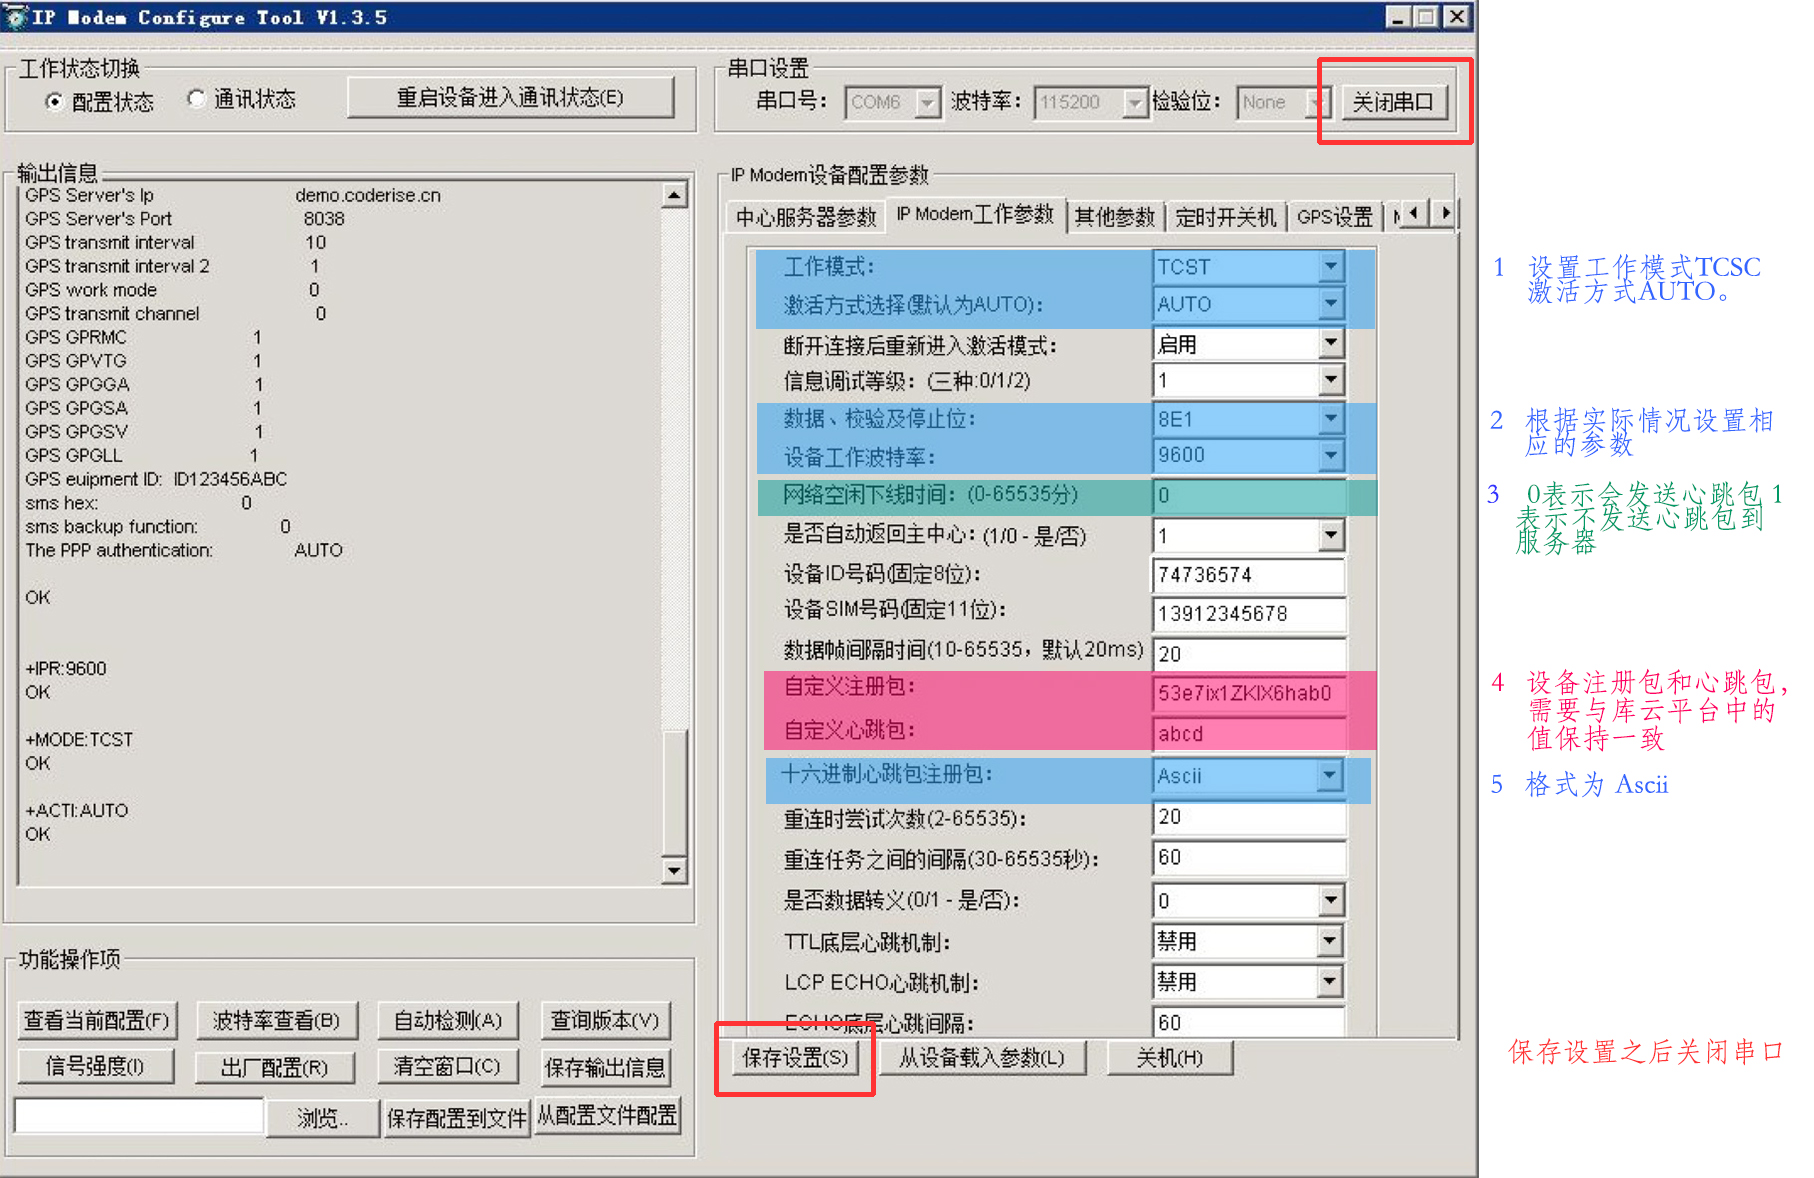 IP Modem Configure Tool V1.3.5
工作状态切换
配置状态 通讯状态 重启设备进入通讯状态(E)
串口设置
串口号： COM6 波特率： 115200 检验位： None 关闭串口
输出信息
GPS Server's Ip demo.coderise.cn
GPS Server's Port 8038
GPS transmit interval 10
GPS transmit interval 2 1
GPS work mode 0
GPS transmit channel 0
GPS GPRMC 1
GPS GPVTG 1
GPS GPGGA 1
GPS GPGSA 1
GPS GPGSV 1
GPS GPGLL 1
GPS euipment ID: ID123456ABC
sms hex: 0
sms backup function: 0
The PPP authentication: AUTO
OK
+IPR:9600
OK
+MODE:TCST
OK
+ACTI:AUTO
OK
功能操作项
查看当前配置(F) 波特率查看(B) 自动检测(A) 查询版本(V)
信号强度(I) 出厂配置(R) 清空窗口(C) 保存输出信息
浏览.. 保存配置到文件 从配置文件配置
IP Modem设备配置参数
中心服务器参数 IP Modem工作参数 其他参数 定时开关机 GPS设置
工作模式： TCST
激活方式选择(默认为AUTO)： AUTO
断开连接后重新进入激活模式： 启用
信息调试等级：(三种:0/1/2) 1
数据、校验及停止位： 8E1
设备工作波特率： 9600
网络空闲下线时间：(0-65535分) 0
是否自动返回主中心：(1/0 - 是/否) 1
设备ID号码(固定8位)： 74736574
设备SIM号码(固定11位)： 13912345678
数据帧间隔时间(10-65535，默认20ms) 20
自定义注册包： 53e7ix1ZKIX6hab0
自定义心跳包： abcd
十六进制心跳包注册包： Ascii
重连时尝试次数(2-65535)： 20
重连任务之间的间隔(30-65535秒)： 60
是否数据转义(0/1 - 是/否)： 0
TTL底层心跳机制： 禁用
LCP ECHO心跳机制： 禁用
ECHO底层心跳间隔： 60
保存设置(S) 从设备载入参数(L) 关机(H)
1 设置工作模式TCSC
激活方式AUTO。
2 根据实际情况设置相
应的参数
3 0表示会发送心跳包 1
表示不发送心跳包到
服务器
4 设备注册包和心跳包，
需要与库云平台中的
值保持一致
5 格式为 Ascii
保存设置之后关闭串口